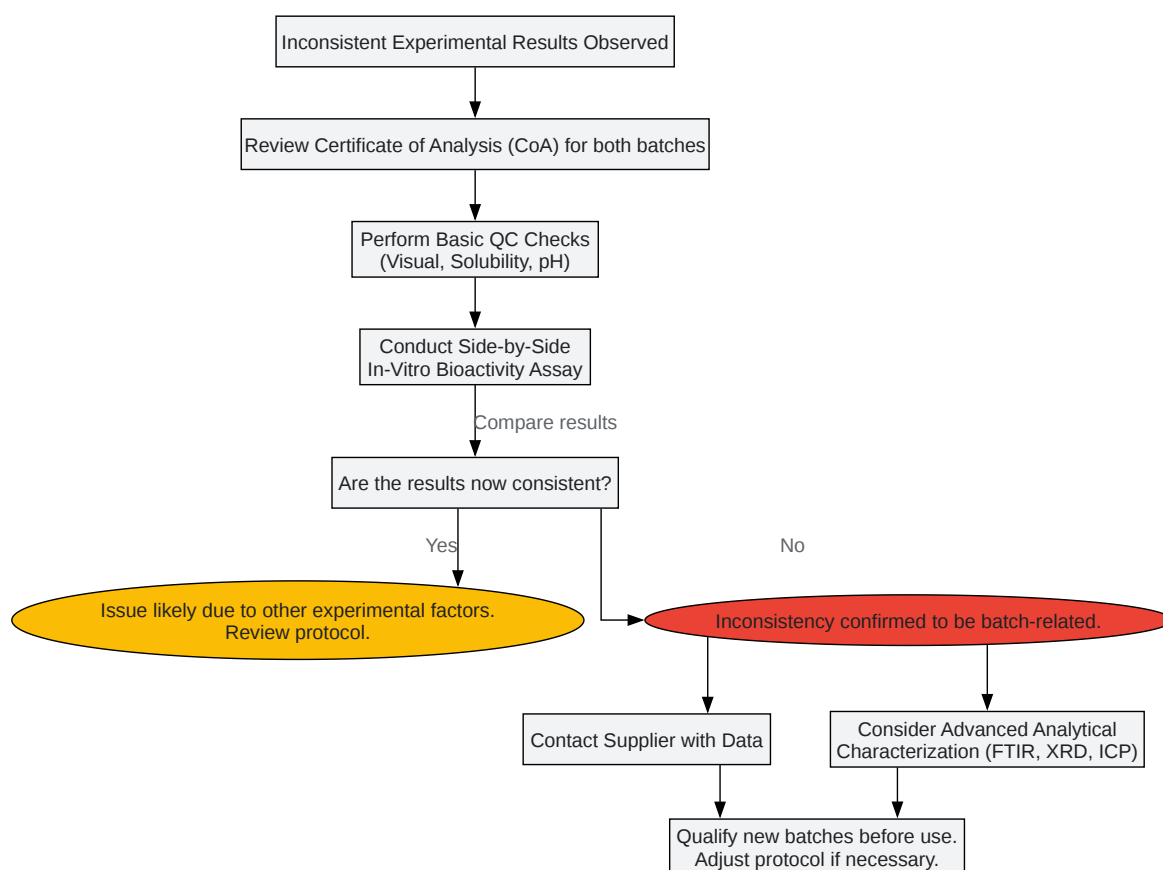 Inconsistent Experimental Results Observed
Review Certificate of Analysis (CoA) for both batches
Perform Basic QC Checks
(Visual, Solubility, pH)
Conduct Side-by-Side
In-Vitro Bioactivity Assay
Compare results
Are the results now consistent?
Yes
No
Issue likely due to other experimental factors.
Review protocol.
Inconsistency confirmed to be batch-related.
Contact Supplier with Data
Consider Advanced Analytical
Characterization (FTIR, XRD, ICP)
Qualify new batches before use.
Adjust protocol if necessary.